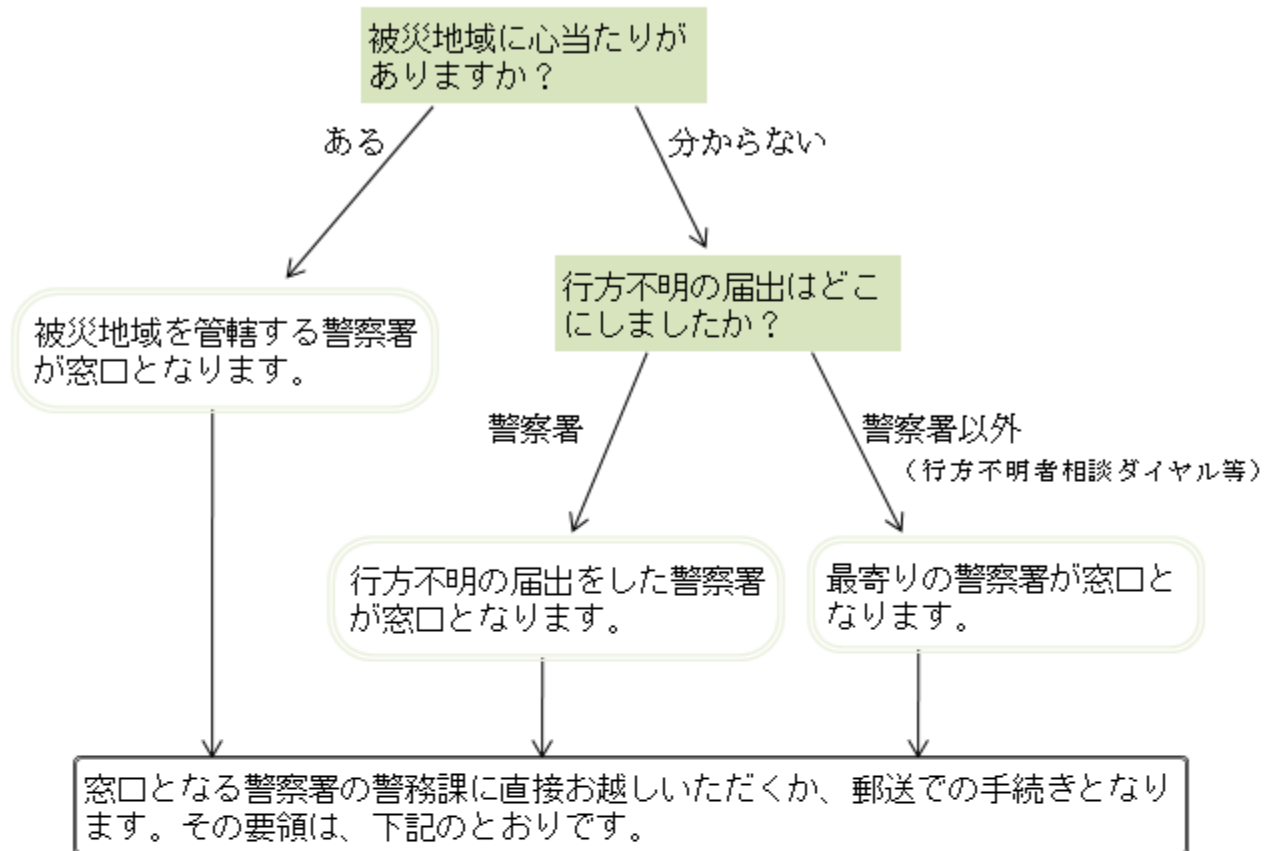 被災地域に心当たりが
ありますか？
ある
分からない
行方不明の届出はどこ
にしましたか？
被災地域を管轄する警察署
が窓口となります。
警察署
警察署以外
（行方不明者相談ダイヤル等）
行方不明の届出をした警察署
が窓口となります。
最寄りの警察署が窓口と
なります。
窓口となる警察署の警務課に直接お越しいただくか、郵送での手続きとなり
ます。その要領は、下記のとおりです。